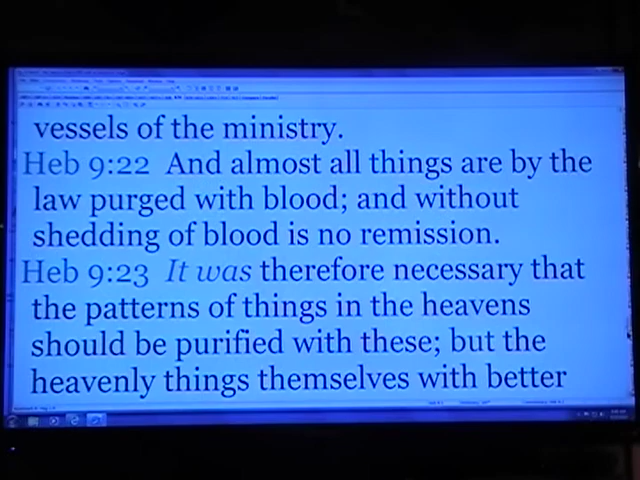 vessels of the ministry.
Heb 9:22 And almost all things are by the
law purged with blood; and without
shedding of blood is no remission.
Heb 9:23 It was therefore necessary that
the patterns of things in the heavens
should be purified with these; but the
heavenly things themselves with better